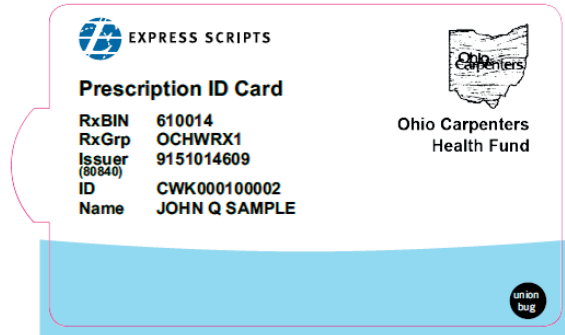 EXPRESS SCRIPTS
Ohio
Carpenters
Prescription ID Card
Ohio Carpenters
Health Fund
RxBIN 610014
RxGrp OCHWRX1
Issuer 9151014609
(80840)
ID CWK000100002
Name JOHN Q SAMPLE
union
bug